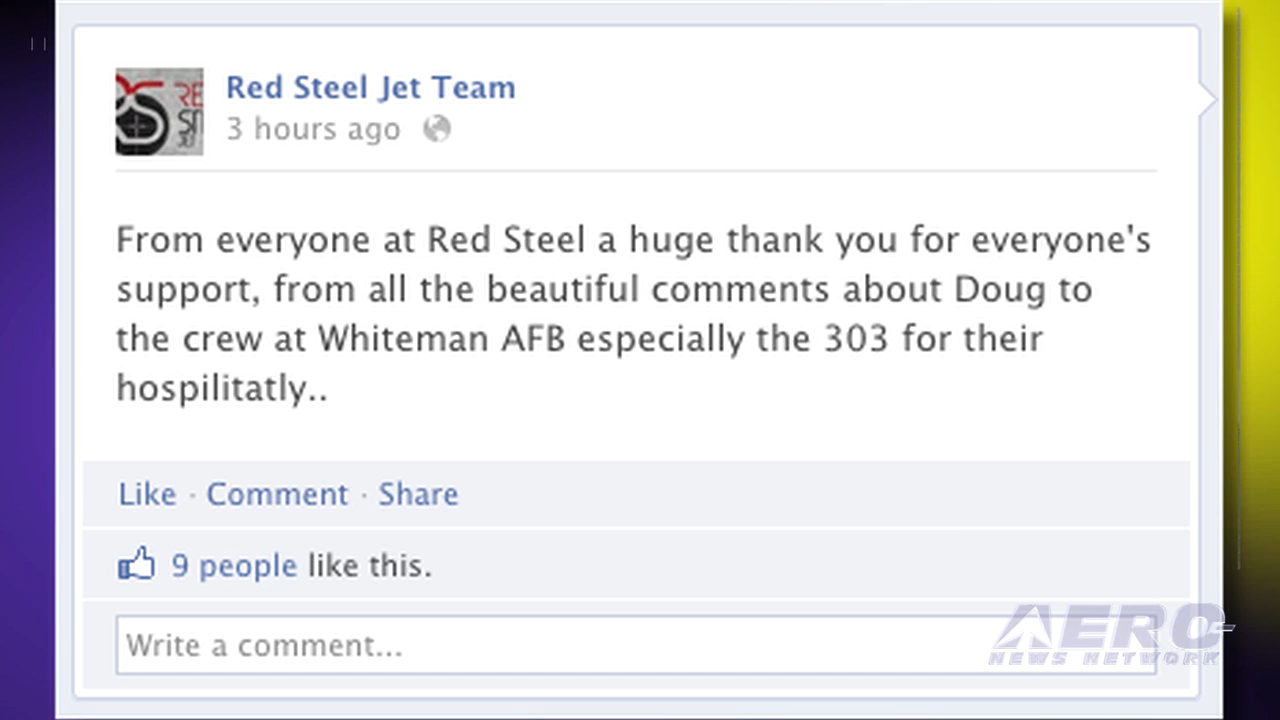 Red Steel Jet Team
3 hours ago
From everyone at Red Steel a huge thank you for everyone's
support, from all the beautiful comments about Doug to
the crew at Whiteman AFB especially the 303 for their
hospilitatly..
Like · Comment · Share
9 people like this.
Write a comment...
AERO
NEWS NETWORK